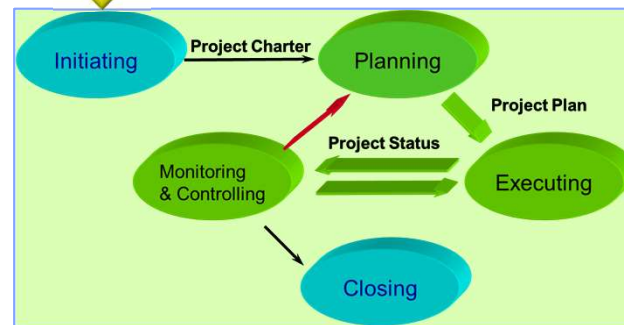 Initiating
Project Charter
Planning
Project Plan
Project Status
Monitoring
& Controlling
Executing
Closing